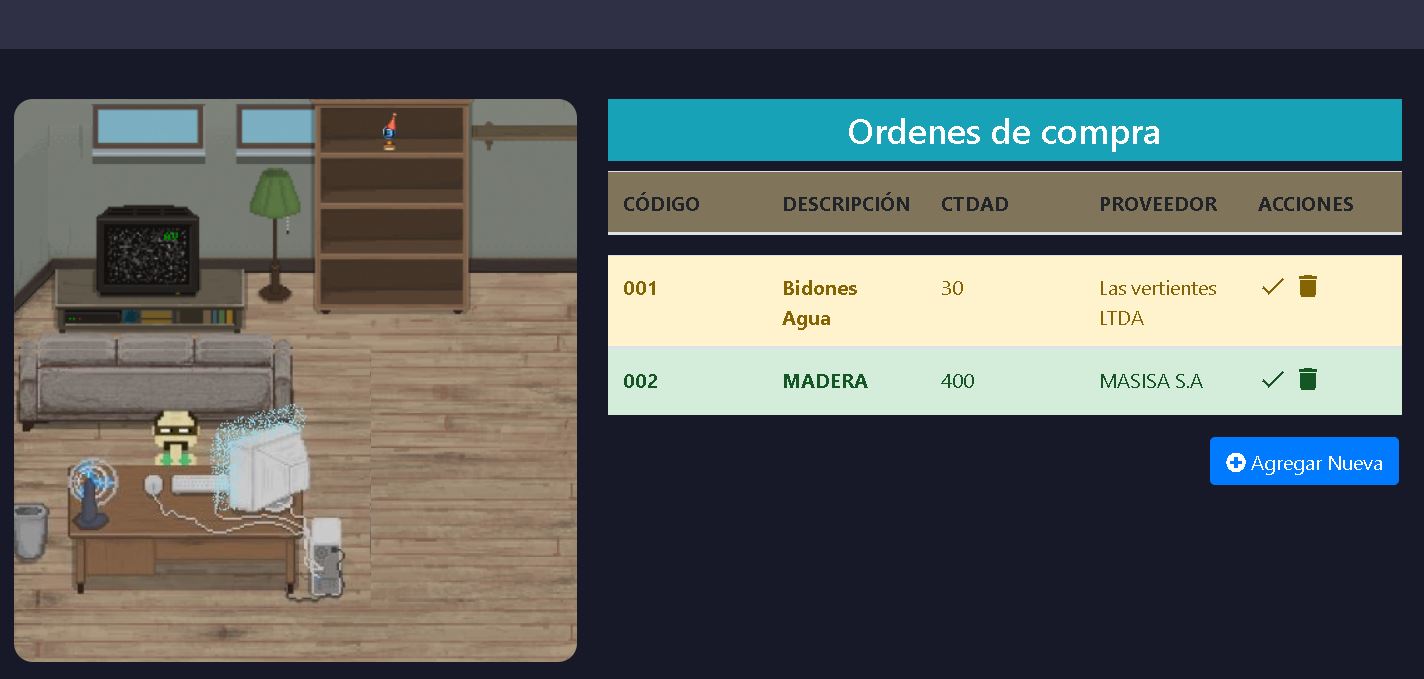 Ordenes de compra
CÓDIGO DESCRIPCIÓN CTDAD PROVEEDOR ACCIONES
001 Bidones 30 Las vertientes
Agua LTDA
002 MADERA 400 MASISA S.A
Agregar Nueva